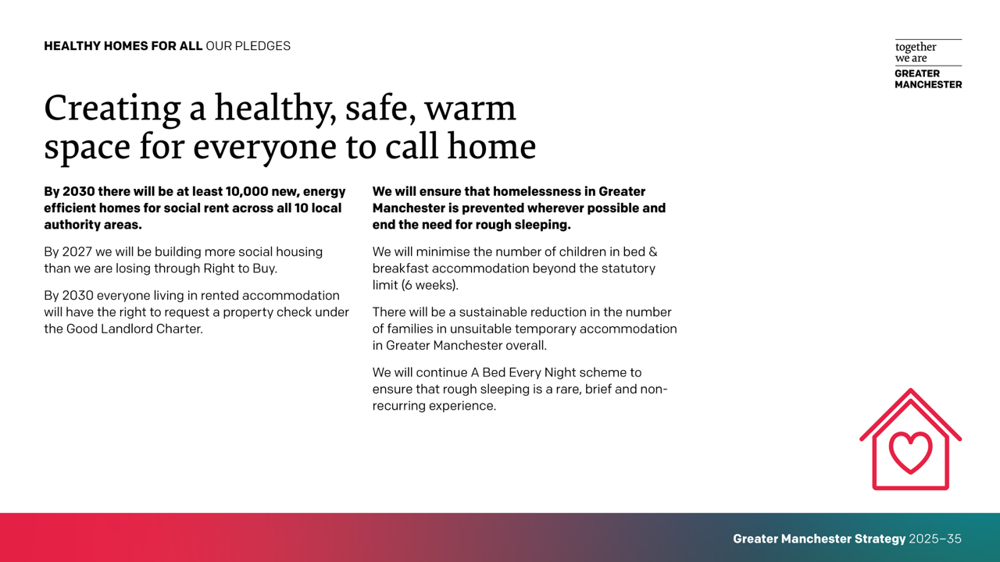 HEALTHY HOMES FOR ALL OUR PLEDGES
together
we are
GREATER
MANCHESTER
Creating a healthy, safe, warm
space for everyone to call home
By 2030 there will be at least 10,000 new, energy
efficient homes for social rent across all 10 local
authority areas.
By 2027 we will be building more social housing
than we are losing through Right to Buy.
By 2030 everyone living in rented accommodation
will have the right to request a property check under
the Good Landlord Charter.
We will ensure that homelessness in Greater
Manchester is prevented wherever possible and
end the need for rough sleeping.
We will minimise the number of children in bed &
breakfast accommodation beyond the statutory
limit (6 weeks).
There will be a sustainable reduction in the number
of families in unsuitable temporary accommodation
in Greater Manchester overall.
We will continue A Bed Every Night scheme to
ensure that rough sleeping is a rare, brief and non-
recurring experience.
Greater Manchester Strategy 2025–35